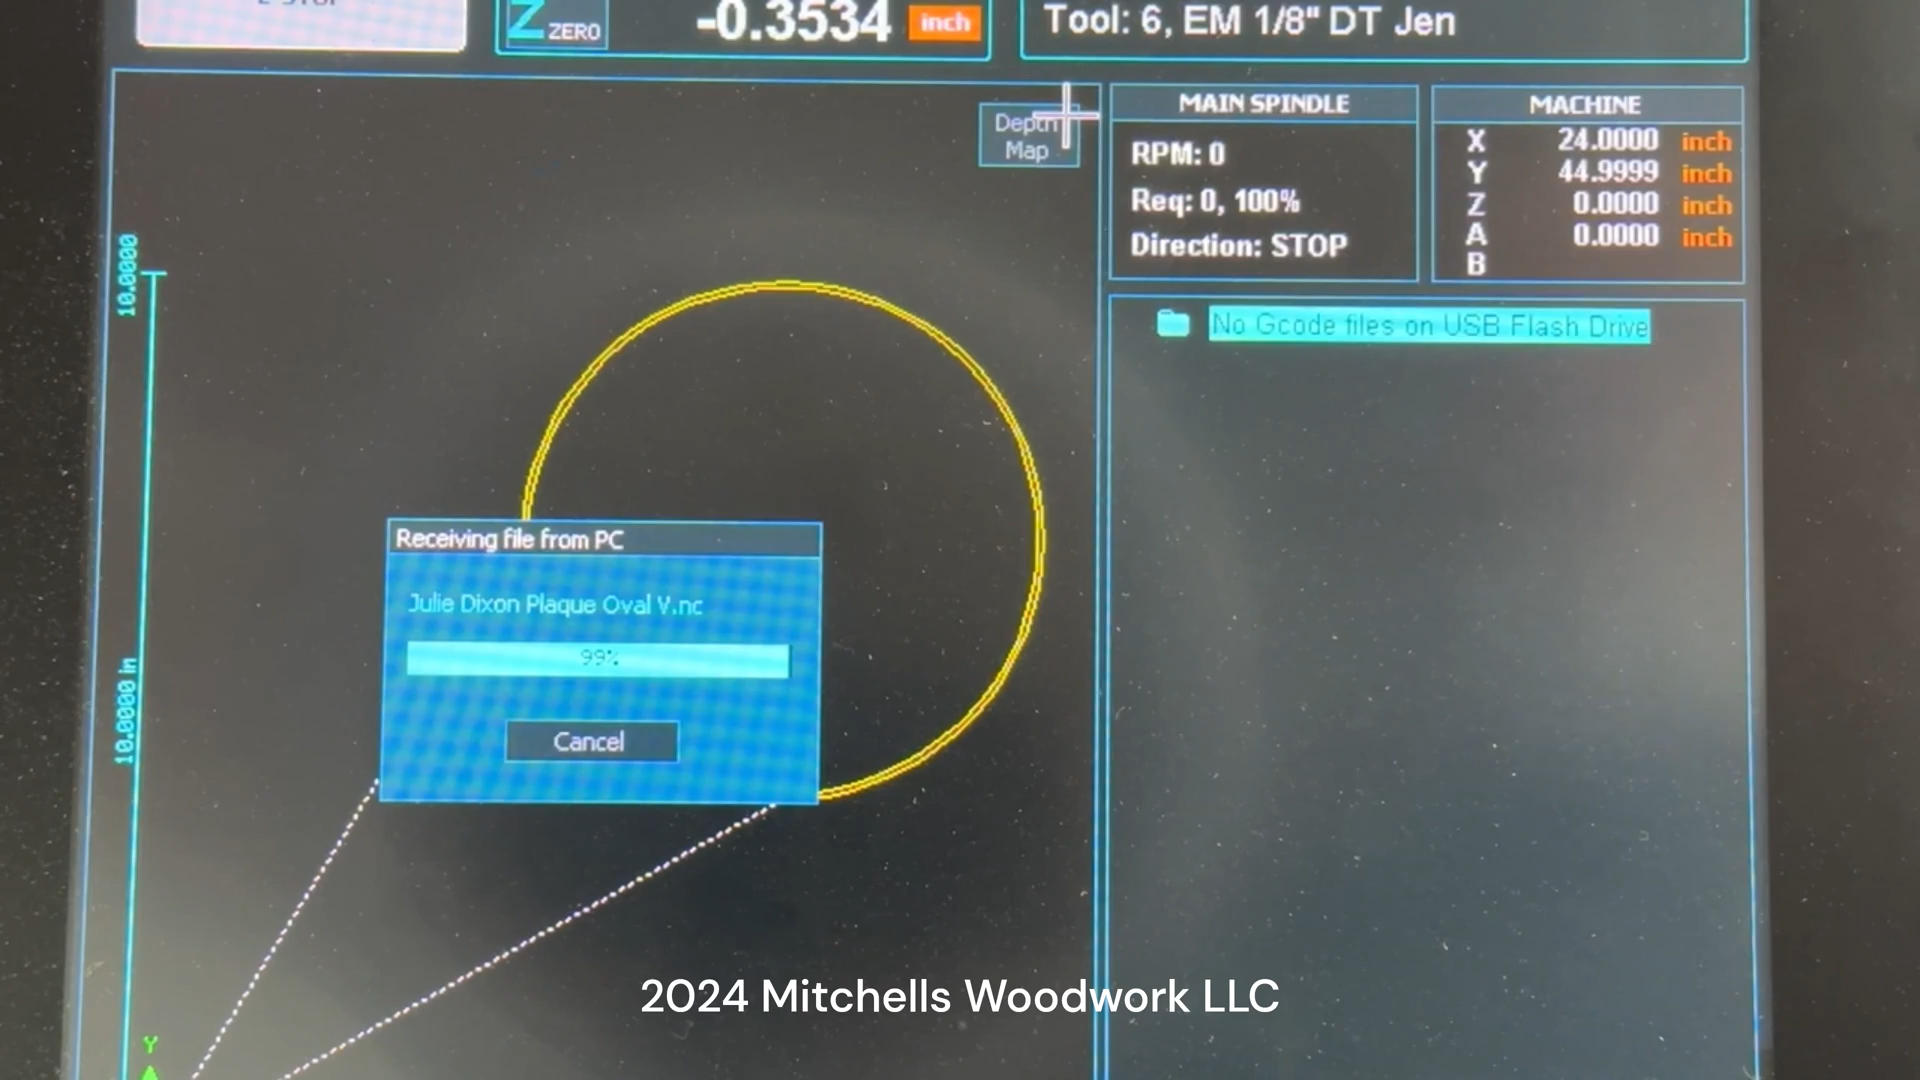 Z ZERO
-0.3534 inch
Tool: 6, EM 1/8" DT Jen
Depth
Map
MAIN SPINDLE
RPM: 0
Req: 0, 100%
Direction: STOP
MACHINE
X 24.0000 inch
Y 44.9999 inch
Z 0.0000 inch
A 0.0000 inch
B
No Gcode files on USB Flash Drive
10.0000
10.0000 in
Receiving file from PC
Julie Dixon Plaque Oval V.nc
99%
Cancel
Y
2024 Mitchells Woodwork LLC